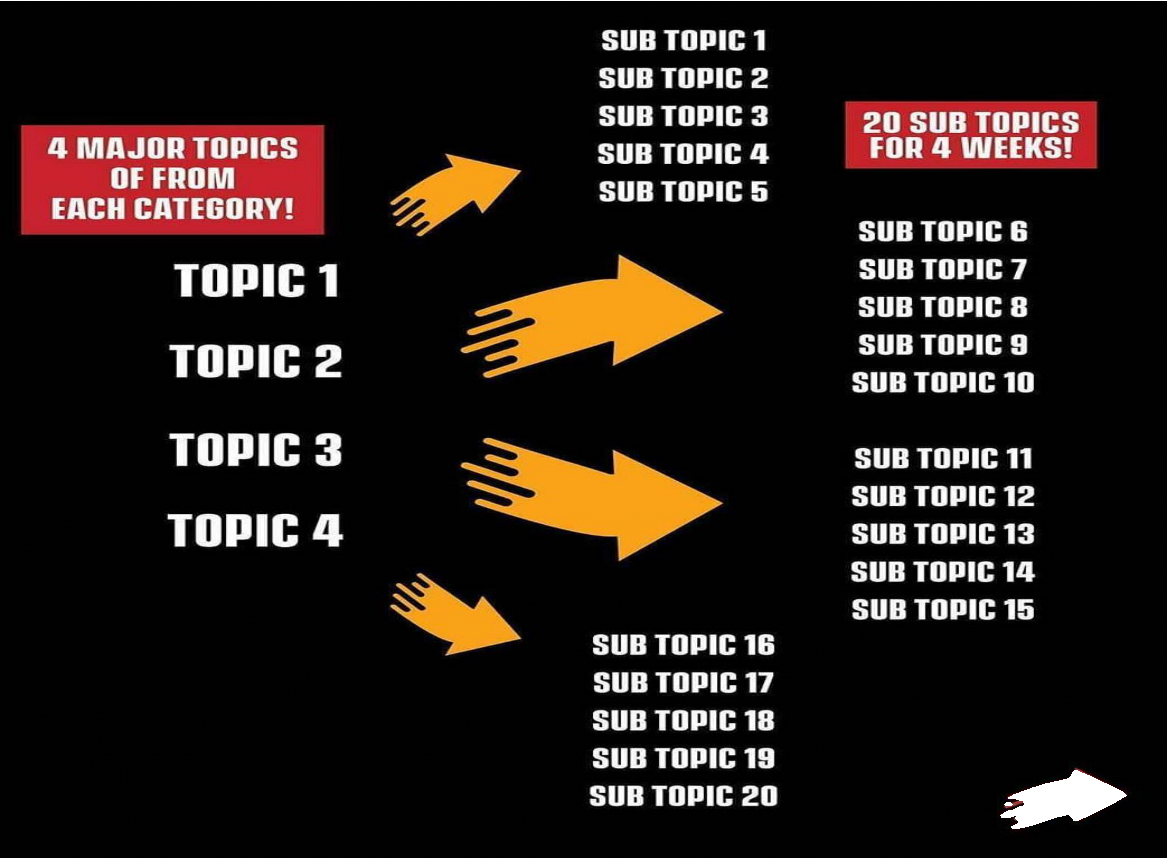 4 MAJOR TOPICS
OF FROM
EACH CATEGORY!
TOPIC 1
TOPIC 2
TOPIC 3
TOPIC 4
SUB TOPIC 1
SUB TOPIC 2
SUB TOPIC 3
SUB TOPIC 4
SUB TOPIC 5
20 SUB TOPICS
FOR 4 WEEKS!
SUB TOPIC 6
SUB TOPIC 7
SUB TOPIC 8
SUB TOPIC 9
SUB TOPIC 10
SUB TOPIC 11
SUB TOPIC 12
SUB TOPIC 13
SUB TOPIC 14
SUB TOPIC 15
SUB TOPIC 16
SUB TOPIC 17
SUB TOPIC 18
SUB TOPIC 19
SUB TOPIC 20